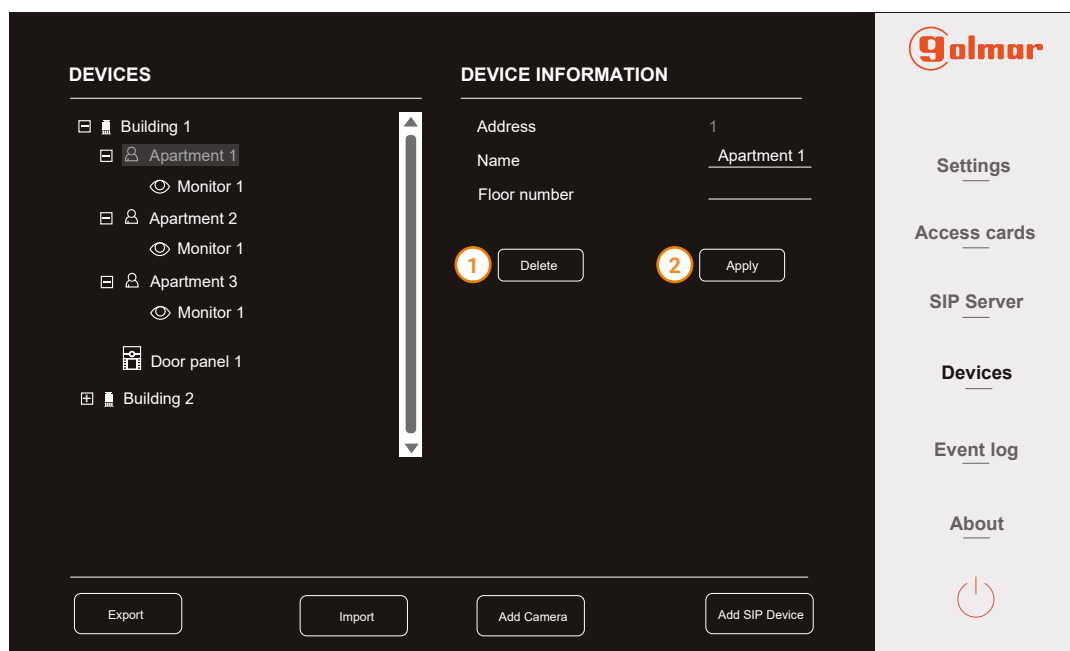 golmar
DEVICES
Building 1
Apartment 1
Monitor 1
Apartment 2
Monitor 1
Apartment 3
Monitor 1
Door panel 1
Building 2
DEVICE INFORMATION
Address 1
Name Apartment 1
Floor number
1 Delete 2 Apply
Export Import Add Camera Add SIP Device
Settings
Access cards
SIP Server
Devices
Event log
About